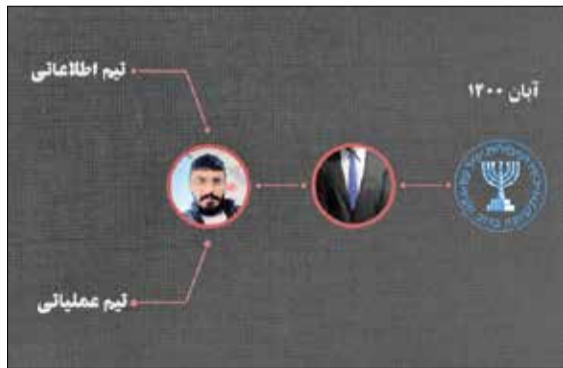 تیم اطلاعاتی
آبان ۱۴۰۰
تیم عملیاتی